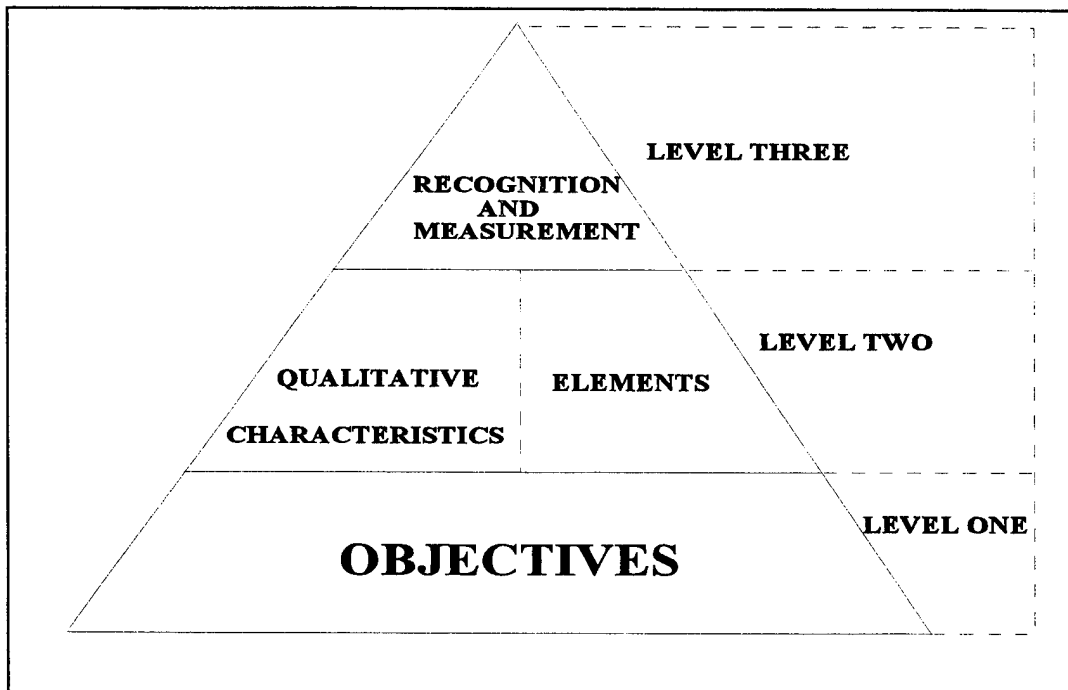 LEVEL THREE
RECOGNITION
AND
MEASUREMENT
LEVEL TWO
QUALITATIVE
CHARACTERISTICS
ELEMENTS
LEVEL ONE
OBJECTIVES